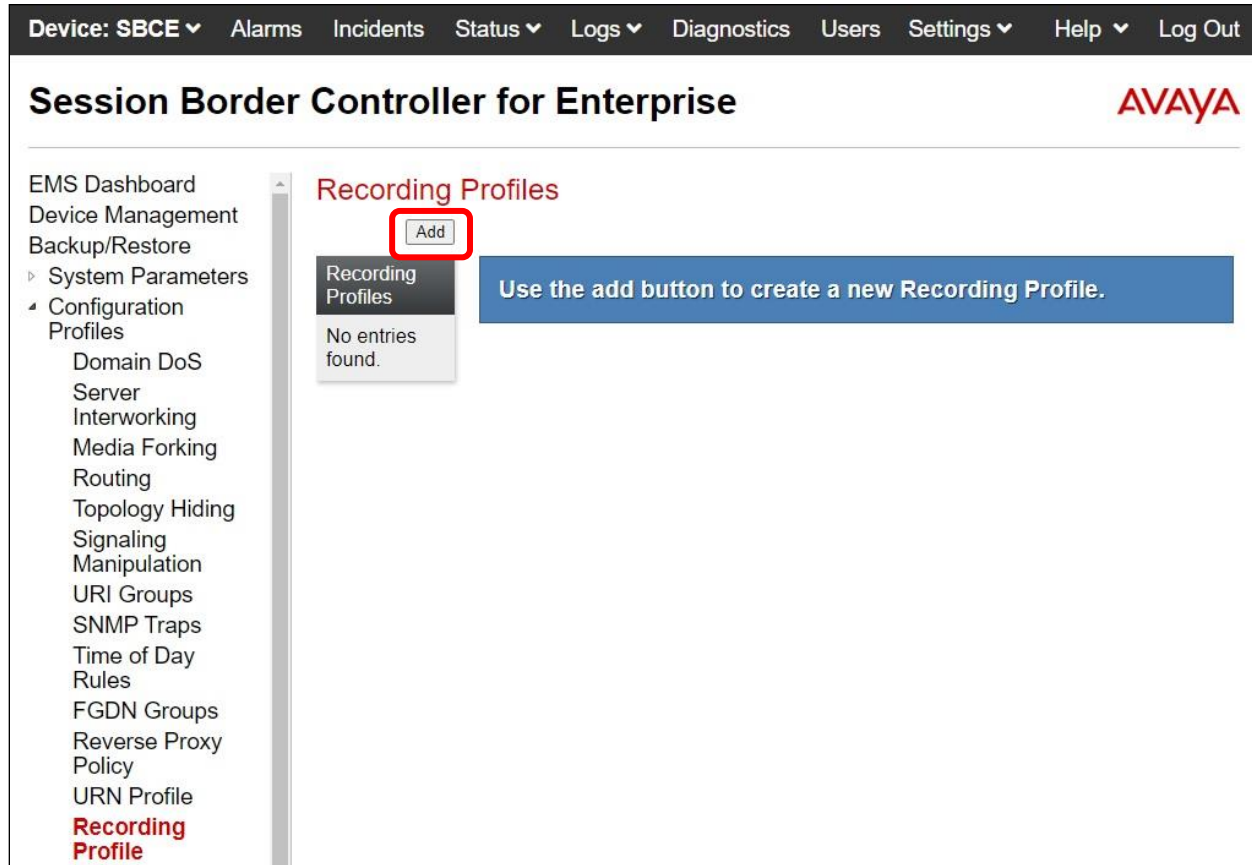 Device: SBCE Alarms Incidents Status Logs Diagnostics Users Settings Help Log Out
Session Border Controller for Enterprise
AVAYA
EMS Dashboard
Device Management
Backup/Restore
System Parameters
Configuration
Profiles
Domain DoS
Server
Interworking
Media Forking
Routing
Topology Hiding
Signaling
Manipulation
URI Groups
SNMP Traps
Time of Day
Rules
FGDN Groups
Reverse Proxy
Policy
URN Profile
Recording
Profile
Recording Profiles
Add
Recording
Profiles
No entries
found.
Use the add button to create a new Recording Profile.